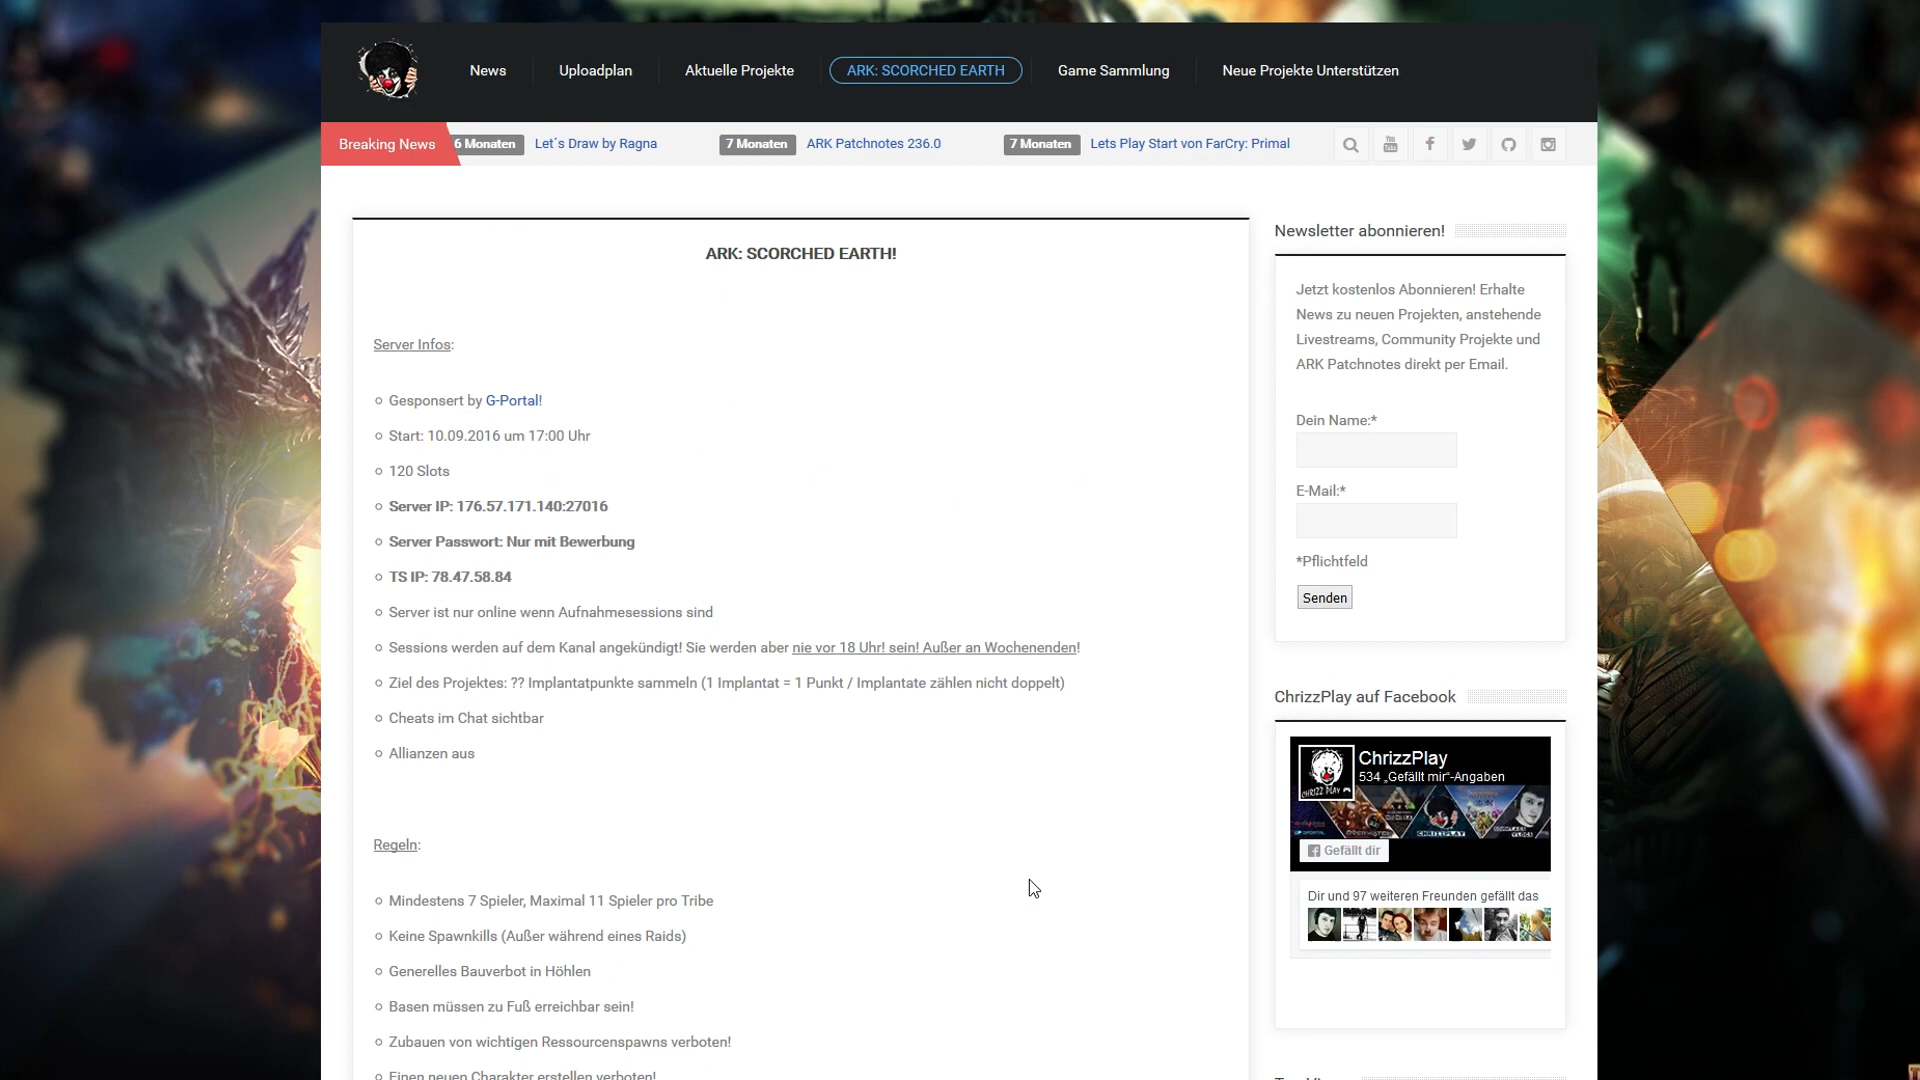 News
Uploadplan
Aktuelle Projekte
ARK: SCORCHED EARTH
Game Sammlung
Neue Projekte Unterstützen
Breaking News
6 Monaten
Let´s Draw by Ragna
7 Monaten
ARK Patchnotes 236.0
7 Monaten
Lets Play Start von FarCry: Primal
ARK: SCORCHED EARTH!
Server Infos:
Gesponsert by G-Portal!
Start: 10.09.2016 um 17:00 Uhr
120 Slots
Server IP: 176.57.171.140:27016
Server Passwort: Nur mit Bewerbung
TS IP: 78.47.58.84
Server ist nur online wenn Aufnahmesessions sind
Sessions werden auf dem Kanal angekündigt! Sie werden aber nie vor 18 Uhr! sein! Außer an Wochenenden!
Ziel des Projektes: ?? Implantatpunkte sammeln (1 Implantat = 1 Punkt / Implantate zählen nicht doppelt)
Cheats im Chat sichtbar
Allianzen aus
Regeln:
Mindestens 7 Spieler, Maximal 11 Spieler pro Tribe
Keine Spawnkills (Außer während eines Raids)
Generelles Bauverbot in Höhlen
Basen müssen zu Fuß erreichbar sein!
Zubauen von wichtigen Ressourcenspawns verboten!
Einen neuen Charakter erstellen verboten!
Newsletter abonnieren!
Jetzt kostenlos Abonnieren! Erhalte
News zu neuen Projekten, anstehende
Livestreams, Community Projekte und
ARK Patchnotes direkt per Email.
Dein Name:*
E-Mail:*
*Pflichtfeld
Senden
ChrizzPlay auf Facebook
ChrizzPlay
534 „Gefällt mir“-Angaben
CHRIZZ PLAY
CHRIZZPLAY
Gefällt dir
Dir und 97 weiteren Freunden gefällt das